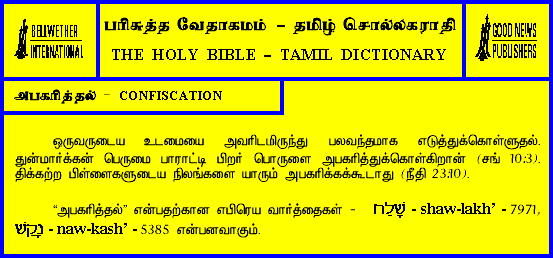 BELLWETHER
INTERNATIONAL
பரிசுத்த வேதாகமம் – தமிழ் சொல்லகராதி
THE HOLY BIBLE – TAMIL DICTIONARY
GOOD NEWS
PUBLISHERS
அபகரித்தல் – CONFISCATION
ஒருவருடைய உடமையை அவரிடமிருந்து பலவந்தமாக எடுத்துக்கொள்ளுதல்.
துன்மார்க்கன் பெருமை பாராட்டி பிறர் பொருளை அபகரித்துக்கொள்கிறான் (சங் 10:3).
திக்கற்ற பிள்ளைகளுடைய நிலங்களை யாரும் அபகரிக்கக்கூடாது (நீதி 23:10).
“அபகரித்தல்” என்பதற்கான எபிரெய வார்த்தைகள் - שָׁלַח - shaw-lakh’ - 7971,
נָקַשׁ - naw-kash’ - 5385 என்பனவாகும்.